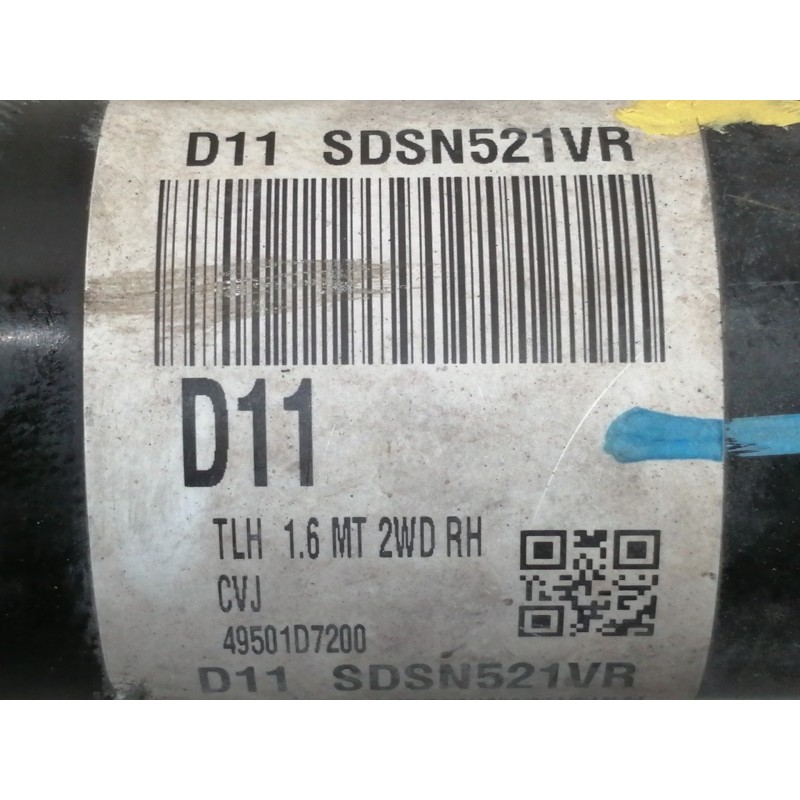 D11 SDSN521VR
D11
TLH 1.6 MT 2WD RH
CVJ
49501D7200
D11 SDSN521VR